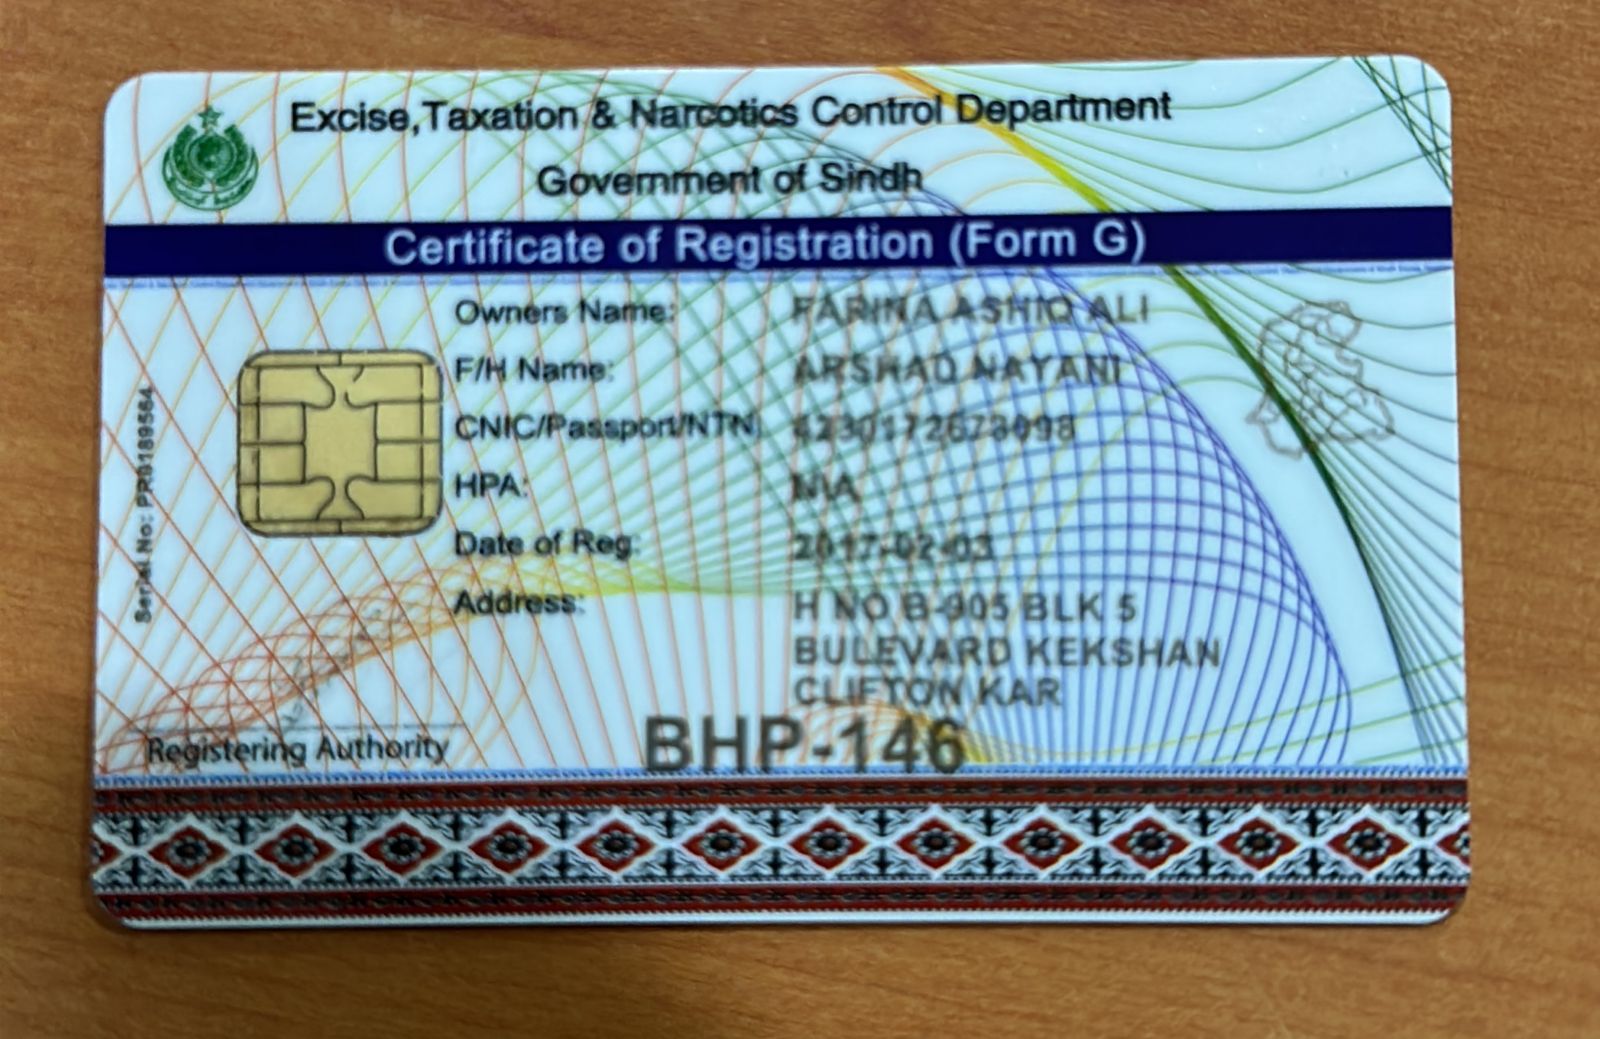 Excise,Taxation & Narcotics Control Department
Government of Sindh
Certificate of Registration (Form G)
Owners Name: FARINA ASHIQ ALI
F/H Name: ARSHAD NAYANI
CNIC/Passport/NTN:
HPA: N\A
Date of Reg: 2017-02-03
Address: H NO B-905 BLK 5
BULEVARD KEKSHAN
CLIFTON KAR
BHP-146
Registering Authority
Serial No: